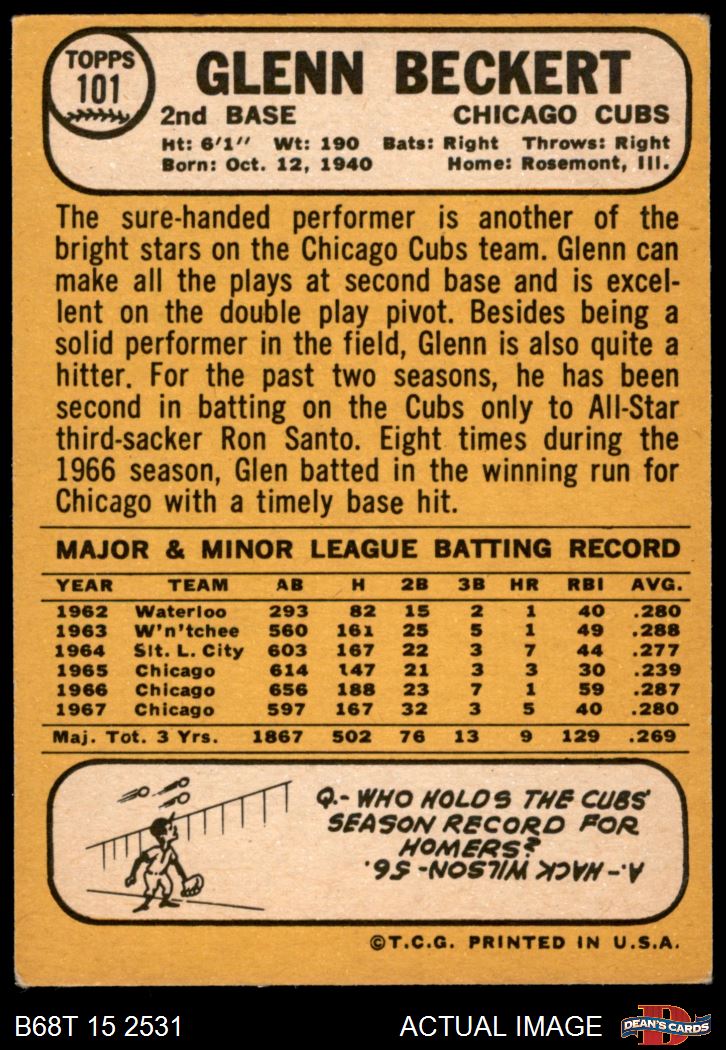 TOPPS
101
GLENN BECKERT
2nd BASE CHICAGO CUBS
Ht: 6'1" Wt: 190 Bats: Right Throws: Right
Born: Oct. 12, 1940 Home: Rosemont, Ill.
The sure-handed performer is another of the
bright stars on the Chicago Cubs team. Glenn can
make all the plays at second base and is excel-
lent on the double play pivot. Besides being a
solid performer in the field, Glenn is also quite a
hitter. For the past two seasons, he has been
second in batting on the Cubs only to All-Star
third-sacker Ron Santo. Eight times during the
1966 season, Glen batted in the winning run for
Chicago with a timely base hit.
MAJOR & MINOR LEAGUE BATTING RECORD
YEAR TEAM AB H 2B 3B HR RBI AVG.
1962 Waterloo 293 82 15 2 1 40 .280
1963 W'n'tchee 560 161 25 5 1 49 .288
1964 Slt. L. City 603 167 22 3 7 44 .277
1965 Chicago 614 147 21 3 3 30 .239
1966 Chicago 656 188 23 7 1 59 .287
1967 Chicago 597 167 32 3 5 40 .280
Maj. Tot. 3 Yrs. 1867 502 76 13 9 129 .269
Q.- WHO HOLDS THE CUBS'
SEASON RECORD FOR
HOMERS?
A.- HACK WILSON- 56.
©T.C.G. PRINTED IN U.S.A.
B68T 15 2531 ACTUAL IMAGE D DEAN'S CARDS